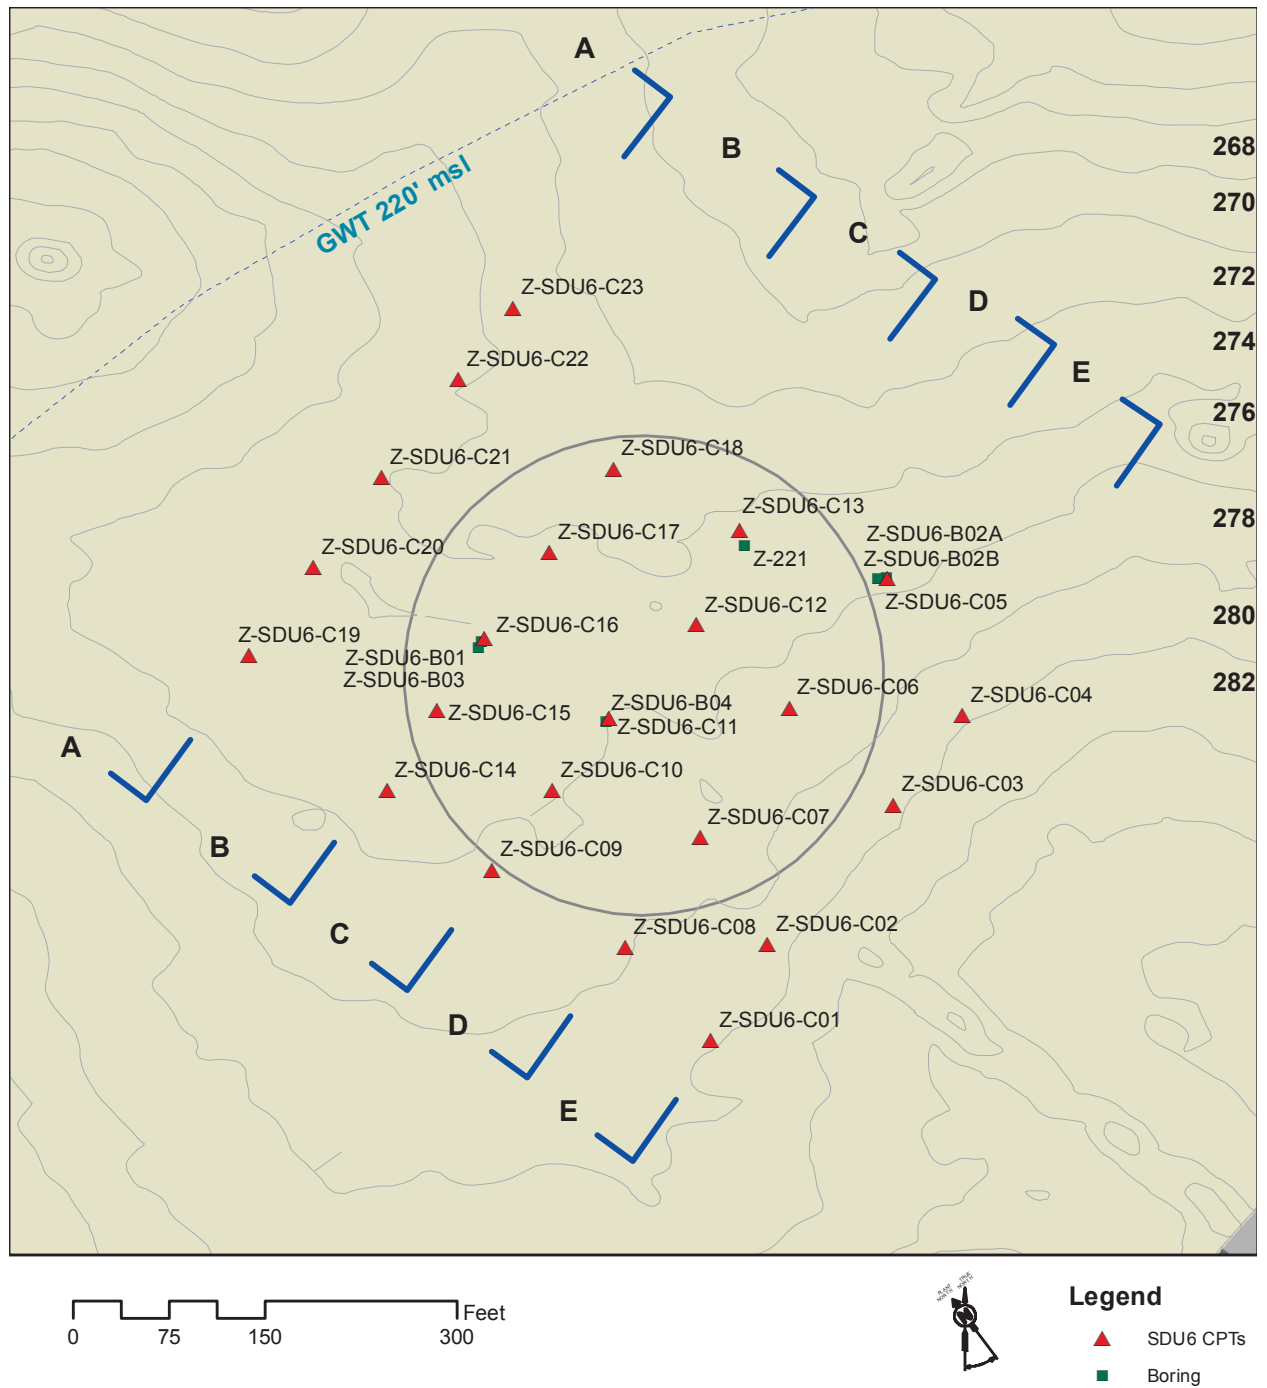 A
B
268
GWT 220' msl
270
C
272
Z-SDU6-C23
D
274
Z-SDU6-C22
E
276
Z-SDU6-C18
Z-SDU6-C21
Z-SDU6-C13
278
Z-SDU6-C17
Z-SDU6-B02A
Z-SDU6-C20
Z-221
Z-SDU6-B02B
Z-SDU6-C12
Z-SDU6-C05
280
Z-SDU6-C16
Z-SDU6-C19
Z-SDU6-B01
Z-SDU6-B03
282
Z-SDU6-C06
Z-SDU6-C04
Z-SDU6-B04
Z-SDU6-C15
Z-SDU6-C11
A
Z-SDU6-C14
Z-SDU6-C10
Z-SDU6-C03
Z-SDU6-C07
B
Z-SDU6-C09
C
Z-SDU6-C08
Z-SDU6-C02
D
Z-SDU6-C01
E
Feet
0
75
150
300
PLANT NORTH
TRUE NORTH
Legend
SDU6 CPTs
Boring